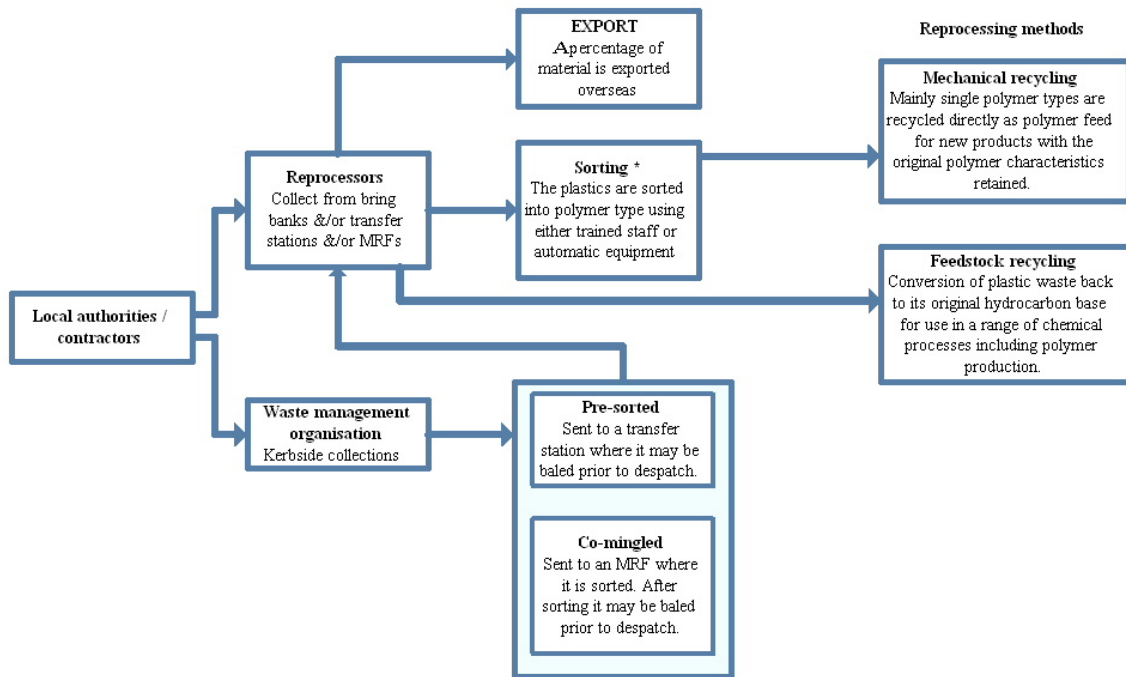 EXPORT
A percentage of
material is exported
overseas
Reprocessing methods
Mechanical recycling
Mainly single polymer types are
recycled directly as polymer feed
for new products with the
original polymer characteristics
retained.
Reprocessors
Collect from bring
banks &/or transfer
stations &/or MRFs
Sorting *
The plastics are sorted
into polymer type using
either trained staff or
automatic equipment
Feedstock recycling
Conversion of plastic waste back
to its original hydrocarbon base
for use in a range of chemical
processes including polymer
production.
Local authorities /
contractors
Waste management
organisation
Kerbside collections
Pre-sorted
Sent to a transfer
station where it may be
baled prior to despatch.
Co-mingled
Sent to an MRF where
it is sorted. After
sorting it may be baled
prior to despatch.